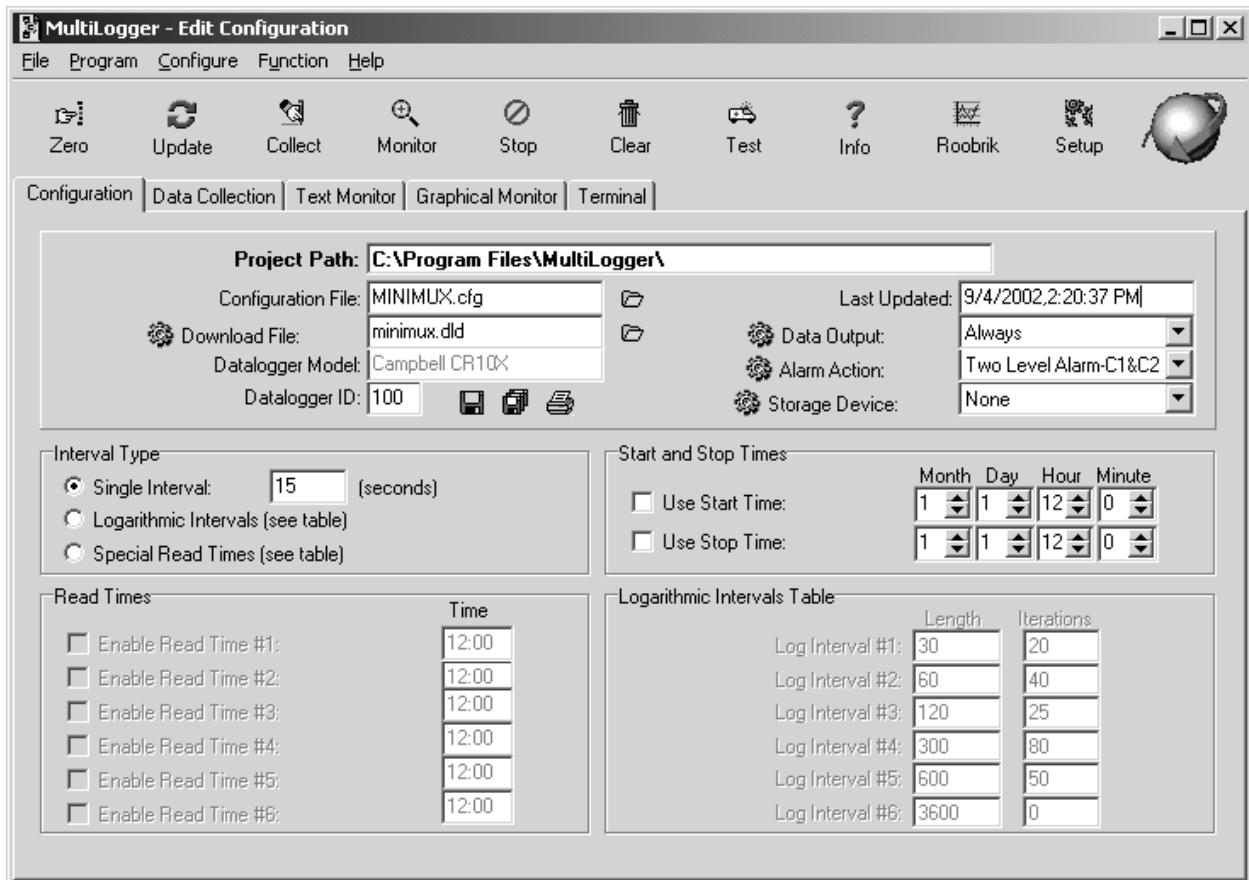 MultiLogger - Edit Configuration
File Program Configure Function Help
Zero Update Collect Monitor Stop Clear Test Info Roobrik Setup
Configuration Data Collection Text Monitor Graphical Monitor Terminal
Project Path: C:\Program Files\MultiLogger\
Configuration File: MINIMUX.cfg Last Updated: 9/4/2002,2:20:37 PM
Download File: minimux.dld Data Output: Always
Datalogger Model: Campbell CR10X Alarm Action: Two Level Alarm-C1&C2
Datalogger ID: 100 Storage Device: None
Interval Type
Single Interval: 15 (seconds)
Logarithmic Intervals (see table)
Special Read Times (see table)
Start and Stop Times
Month Day Hour Minute
Use Start Time: 1 1 12 0
Use Stop Time: 1 1 12 0
Read Times
Time
Enable Read Time #1: 12:00
Enable Read Time #2: 12:00
Enable Read Time #3: 12:00
Enable Read Time #4: 12:00
Enable Read Time #5: 12:00
Enable Read Time #6: 12:00
Logarithmic Intervals Table
Length Iterations
Log Interval #1: 30 20
Log Interval #2: 60 40
Log Interval #3: 120 25
Log Interval #4: 300 80
Log Interval #5: 600 50
Log Interval #6: 3600 0